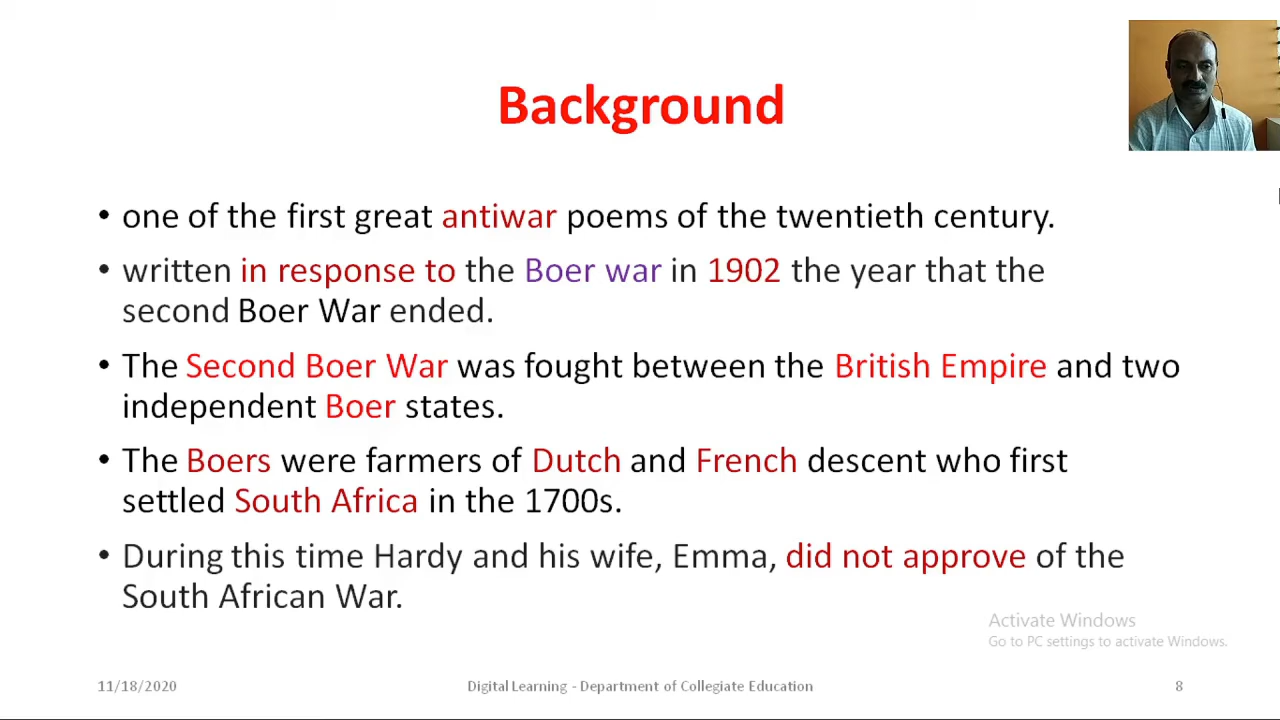 Background
• one of the first great antiwar poems of the twentieth century.
• written in response to the Boer war in 1902 the year that the
second Boer War ended.
• The Second Boer War was fought between the British Empire and two
independent Boer states.
• The Boers were farmers of Dutch and French descent who first
settled South Africa in the 1700s.
• During this time Hardy and his wife, Emma, did not approve of the
South African War.
Activate Windows
Go to PC settings to activate Windows.
11/18/2020 Digital Learning - Department of Collegiate Education 8